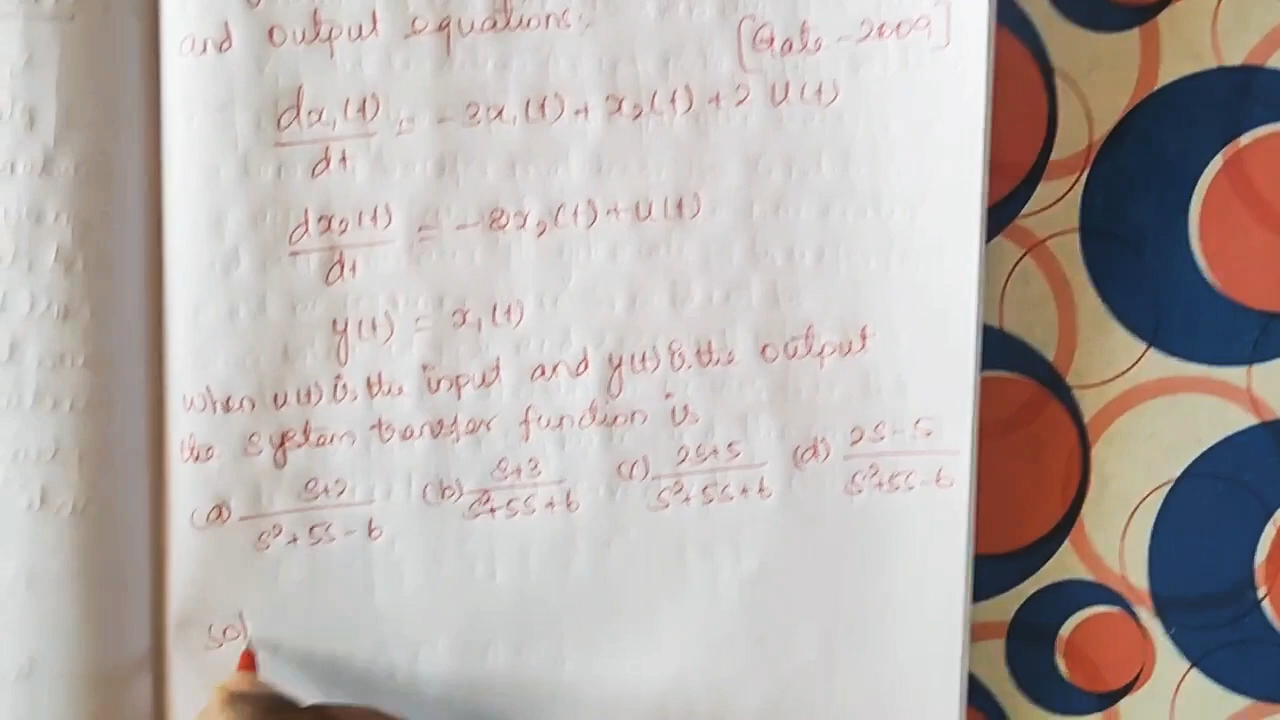 and output equations. [Gate - 2009]
dx₁(t)/dt = -3x₁(t) + x₂(t) + 2 u(t)
dx₂(t)/dt = -2x₂(t) + u(t)
y(t) = x₁(t)
when u(t) is the input and y(t) is the output
the system transfer function is
(a) s+2/s²+5s-6 (b) s+3/s²+5s+6 (c) 2s+5/s²+5s+6 (d) 2s-5/s²+5s-6
Sol